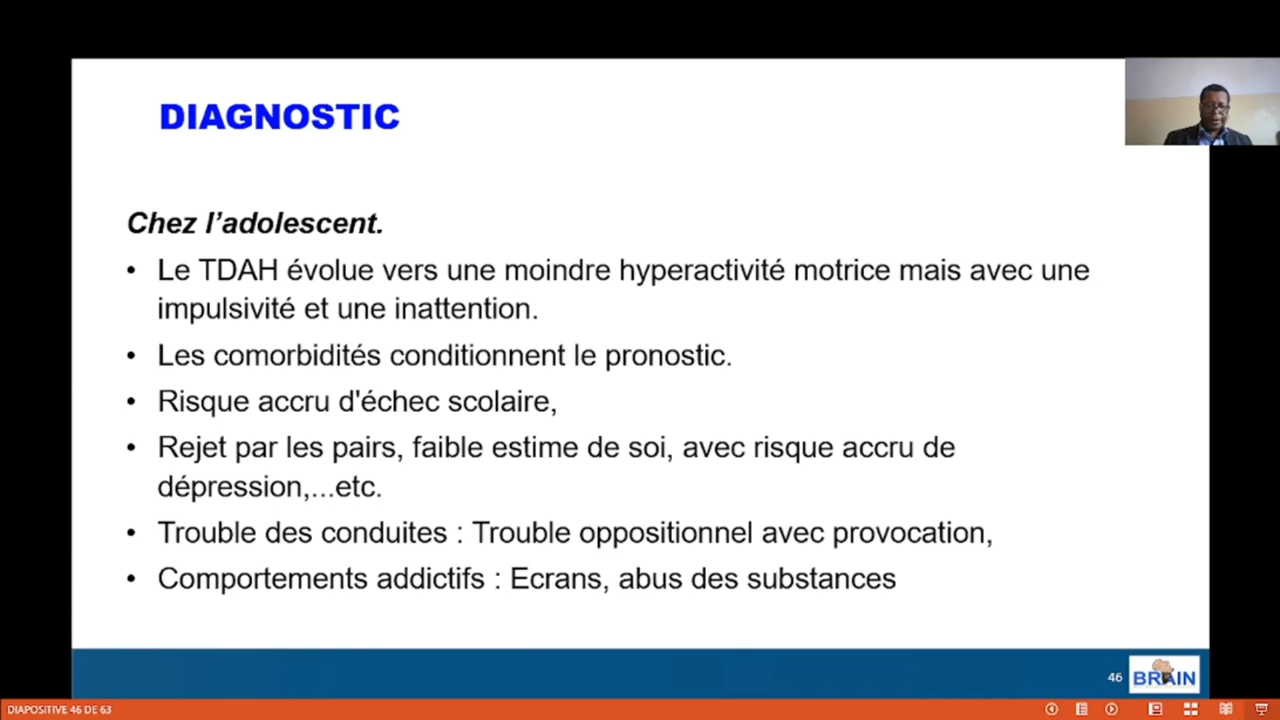 DIAGNOSTIC
Chez l’adolescent.
• Le TDAH évolue vers une moindre hyperactivité motrice mais avec une
impulsivité et une inattention.
• Les comorbidités conditionnent le pronostic.
• Risque accru d'échec scolaire,
• Rejet par les pairs, faible estime de soi, avec risque accru de
dépression,...etc.
• Trouble des conduites : Trouble oppositionnel avec provocation,
• Comportements addictifs : Ecrans, abus des substances
46
BRAIN
DIAPOSITIVE 46 DE 63